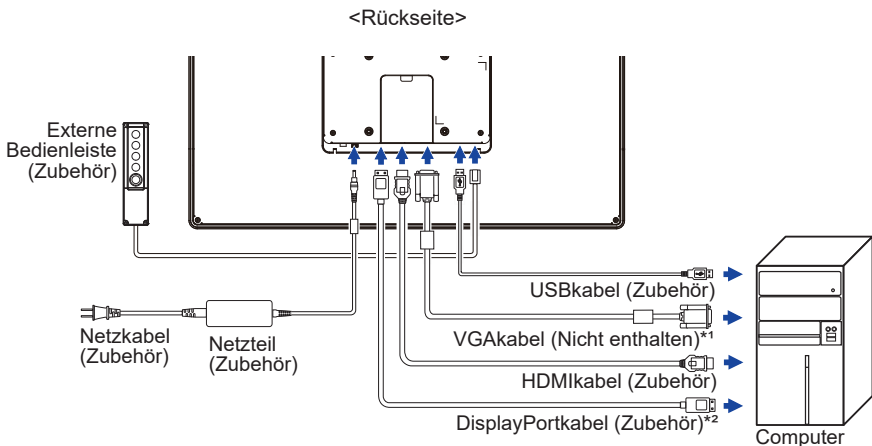 <Rückseite>
Externe
Bedienleiste
(Zubehör)
USBkabel (Zubehör)
Netzkabel
(Zubehör)
Netzteil
(Zubehör)
VGAkabel (Nicht enthalten)*¹
HDMIkabel (Zubehör)
DisplayPortkabel (Zubehör)*²
Computer